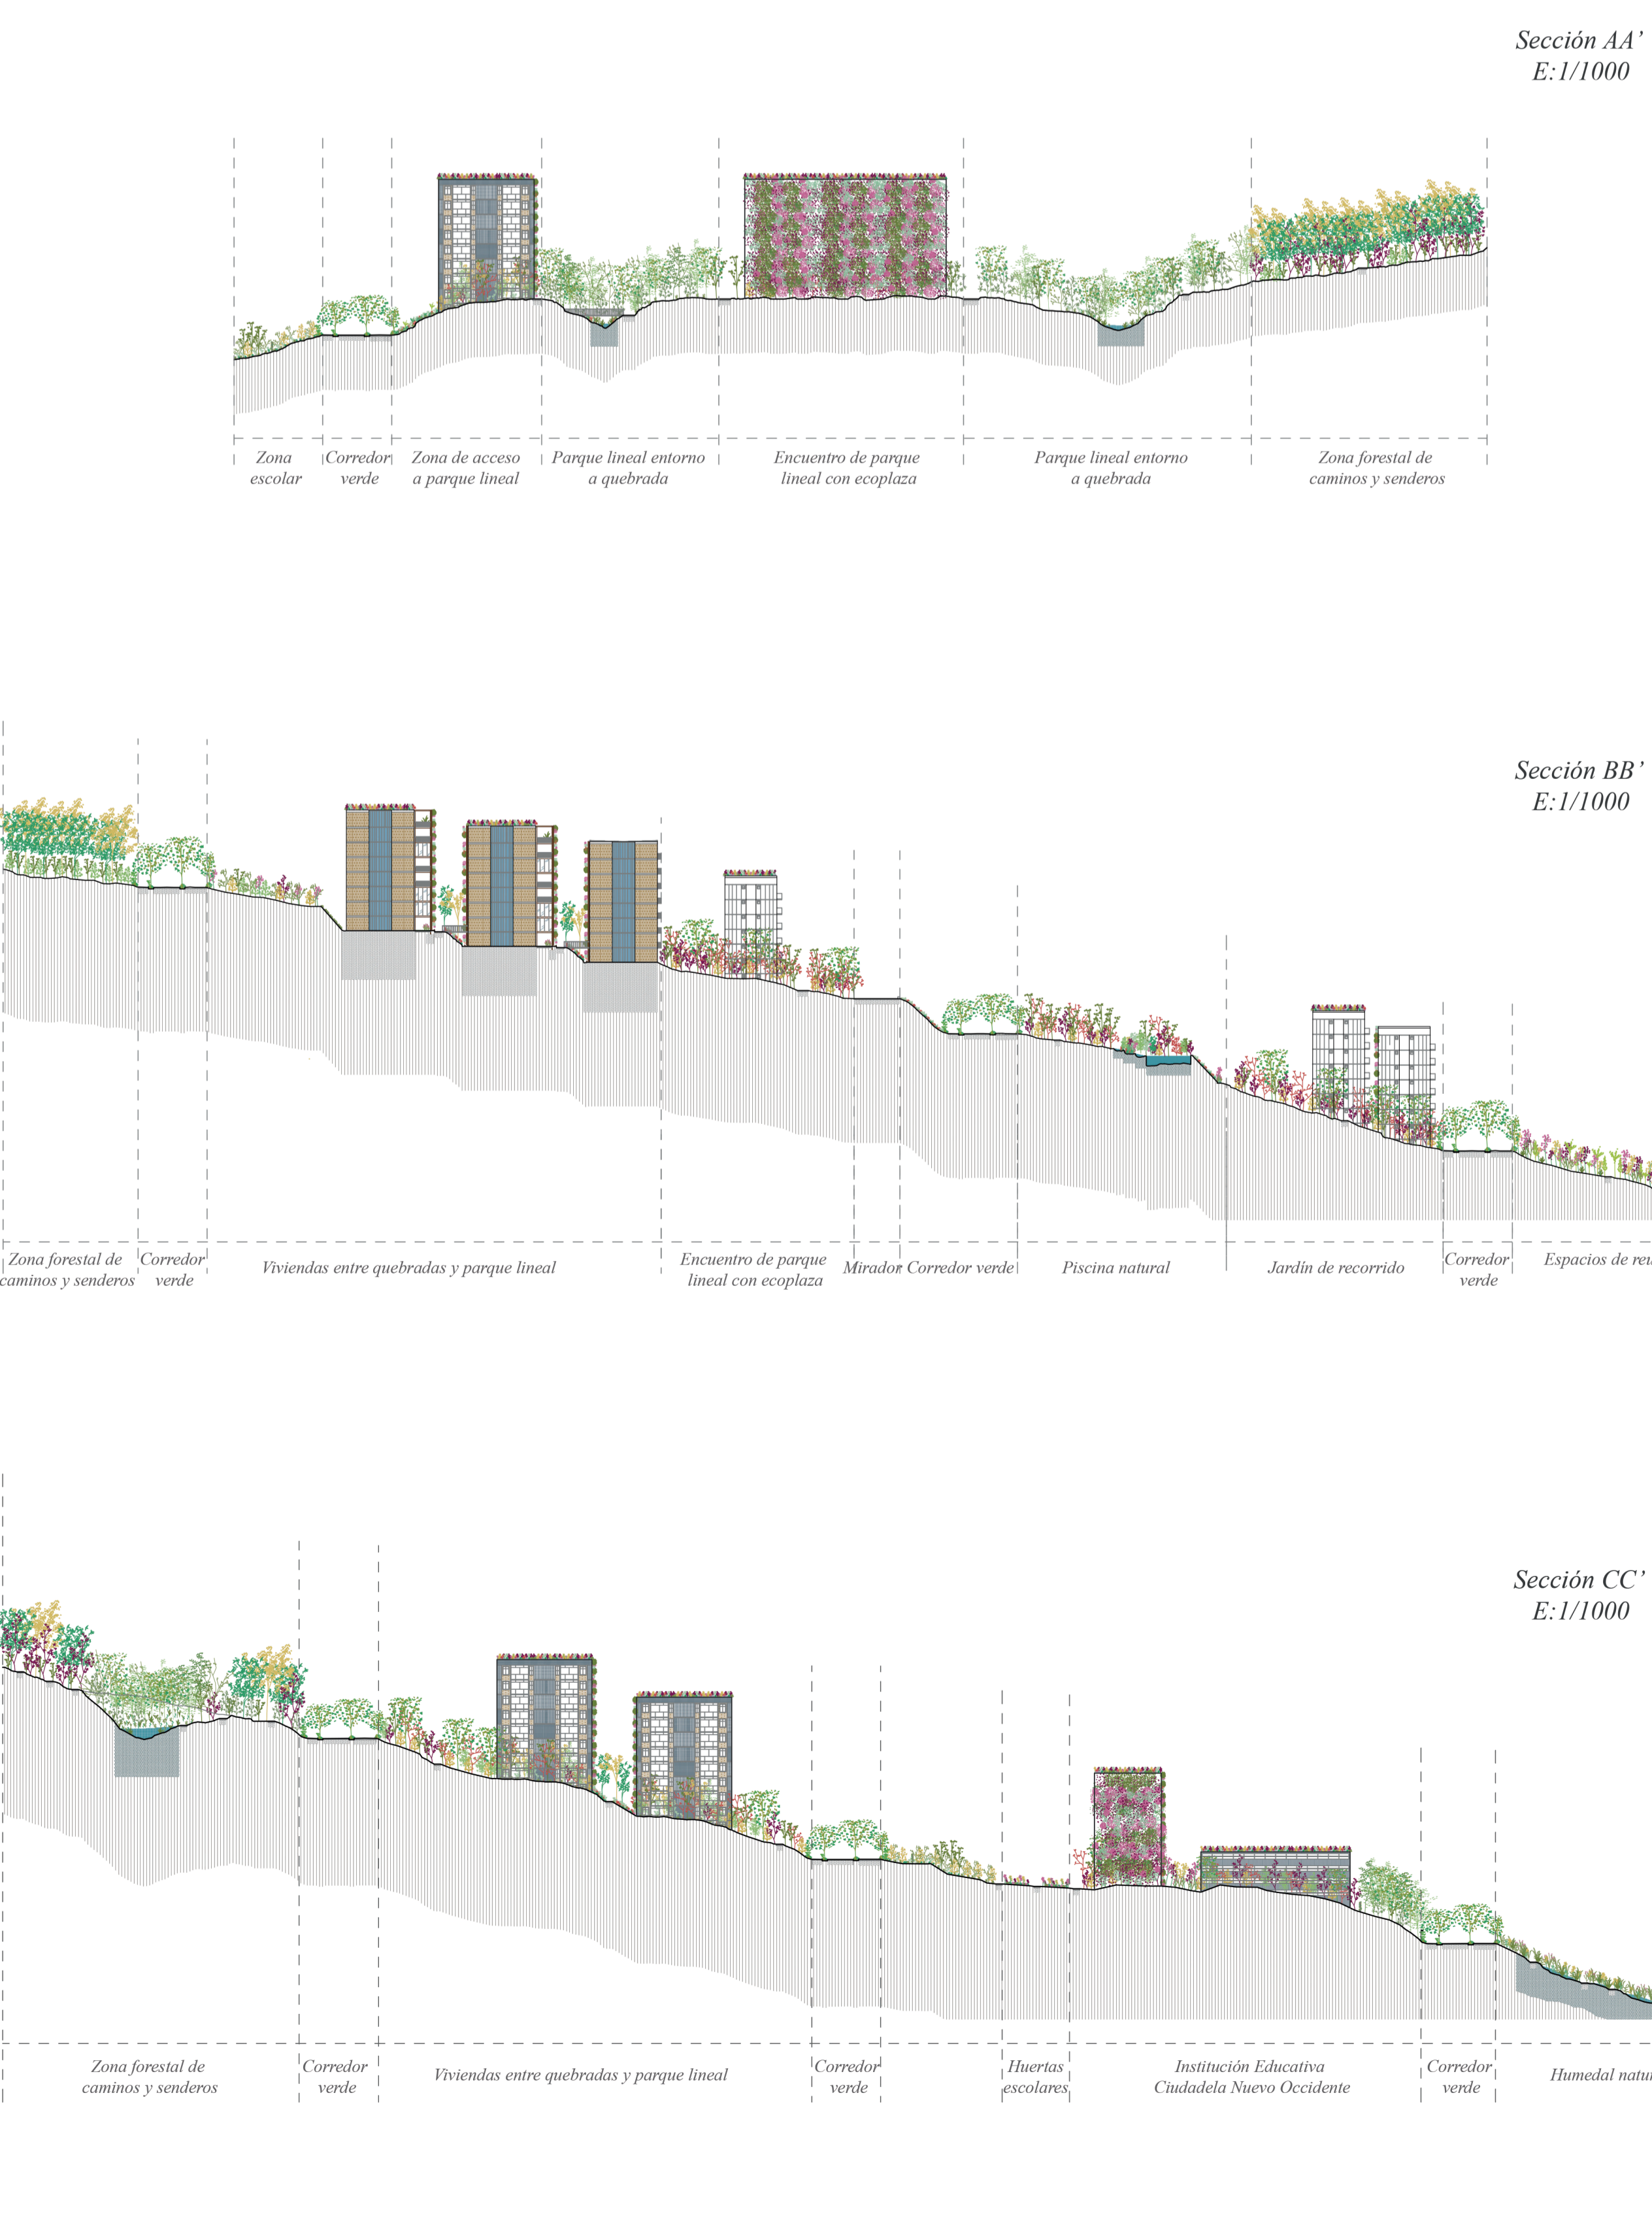 Sección AA’
E:1/1000
Zona
escolar
Corredor
verde
Zona de acceso
a parque lineal
Parque lineal entorno
a quebrada
Encuentro de parque
lineal con ecoplaza
Parque lineal entorno
a quebrada
Zona forestal de
caminos y senderos
Sección BB’
E:1/1000
Zona forestal de
caminos y senderos
Corredor
verde
Viviendas entre quebradas y parque lineal
Encuentro de parque
lineal con ecoplaza
Mirador
Corredor verde
Piscina natural
Jardín de recorrido
Corredor
verde
Espacios de
Sección CC’
E:1/1000
Zona forestal de
caminos y senderos
Corredor
verde
Viviendas entre quebradas y parque lineal
Corredor
verde
Huertas
escolares
Institución Educativa
Ciudadela Nuevo Occidente
Corredor
verde
Humedal